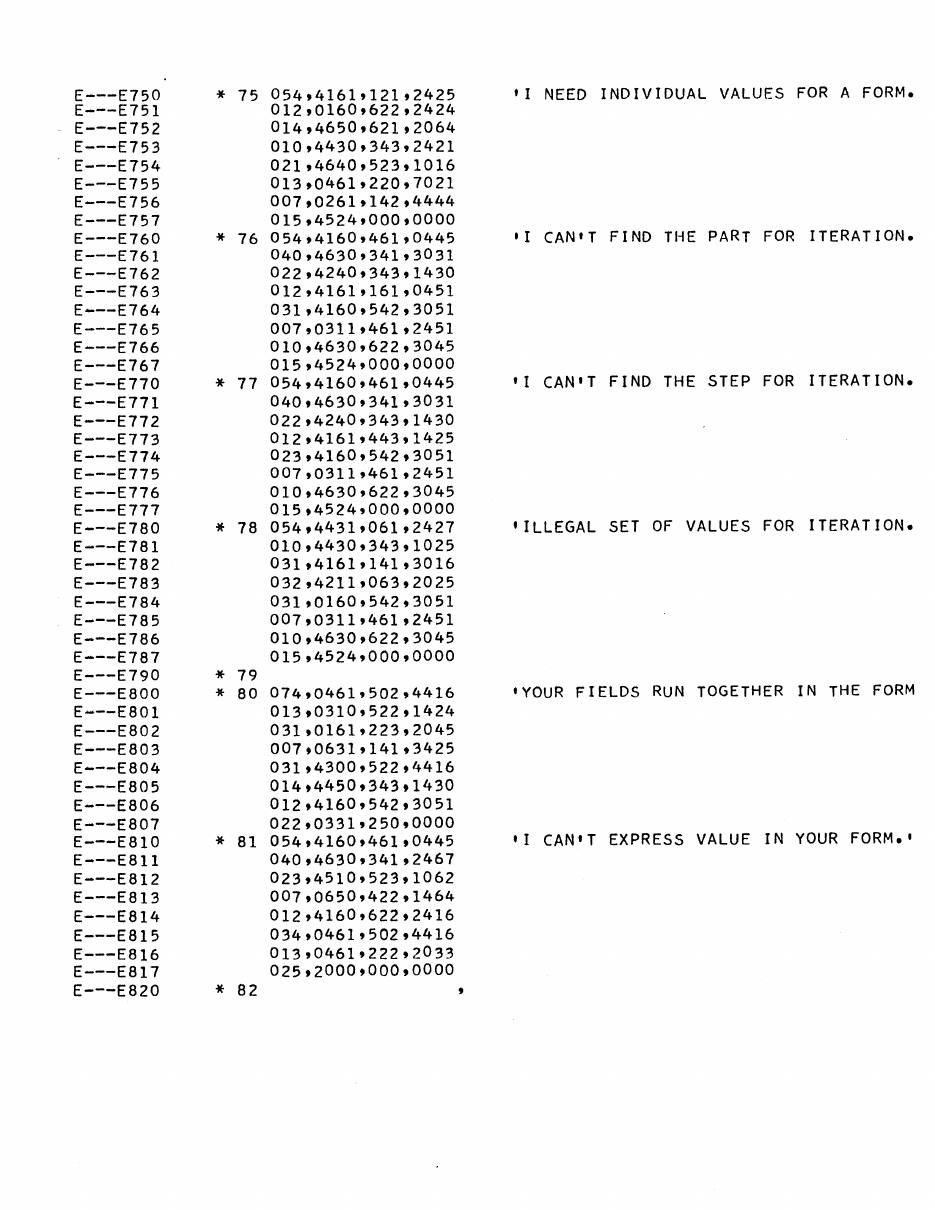 E---E750 * 75 054,4161,121,2425 'I NEED INDIVIDUAL VALUES FOR A FORM.
E---E751 012,0160,622,2424
E---E752 014,4650,621,2064
E---E753 010,4430,343,2421
E---E754 021,4640,523,1016
E---E755 013,0461,220,7021
E---E756 007,0261,142,4444
E---E757 015,4524,000,0000
E---E760 * 76 054,4160,461,0445 'I CAN'T FIND THE PART FOR ITERATION.
E---E761 040,4630,341,3031
E---E762 022,4240,343,1430
E---E763 012,4161,161,0451
E---E764 031,4160,542,3051
E---E765 007,0311,461,2451
E---E766 010,4630,622,3045
E---E767 015,4524,000,0000
E---E770 * 77 054,4160,461,0445 'I CAN'T FIND THE STEP FOR ITERATION.
E---E771 040,4630,341,3031
E---E772 022,4240,343,1430
E---E773 012,4161,443,1425
E---E774 023,4160,542,3051
E---E775 007,0311,461,2451
E---E776 010,4630,622,3045
E---E777 015,4524,000,0000
E---E780 * 78 054,4431,061,2427 'ILLEGAL SET OF VALUES FOR ITERATION.
E---E781 010,4430,343,1025
E---E782 031,4161,141,3016
E---E783 032,4211,063,2025
E---E784 031,0160,542,3051
E---E785 007,0311,461,2451
E---E786 010,4630,622,3045
E---E787 015,4524,000,0000
E---E790 * 79
E---E800 * 80 074,0461,502,4416 'YOUR FIELDS RUN TOGETHER IN THE FORM
E---E801 013,0310,522,1424
E---E802 031,0161,223,2045
E---E803 007,0631,141,3425
E---E804 031,4300,522,4416
E---E805 014,4450,343,1430
E---E806 012,4160,542,3051
E---E807 022,0331,250,0000
E---E810 * 81 054,4160,461,0445 'I CAN'T EXPRESS VALUE IN YOUR FORM.'
E---E811 040,4630,341,2467
E---E812 023,4510,523,1062
E---E813 007,0650,422,1464
E---E814 012,4160,622,2416
E---E815 034,0461,502,4416
E---E816 013,0461,222,2033
E---E817 025,2000,000,0000
E---E820 * 82 ,